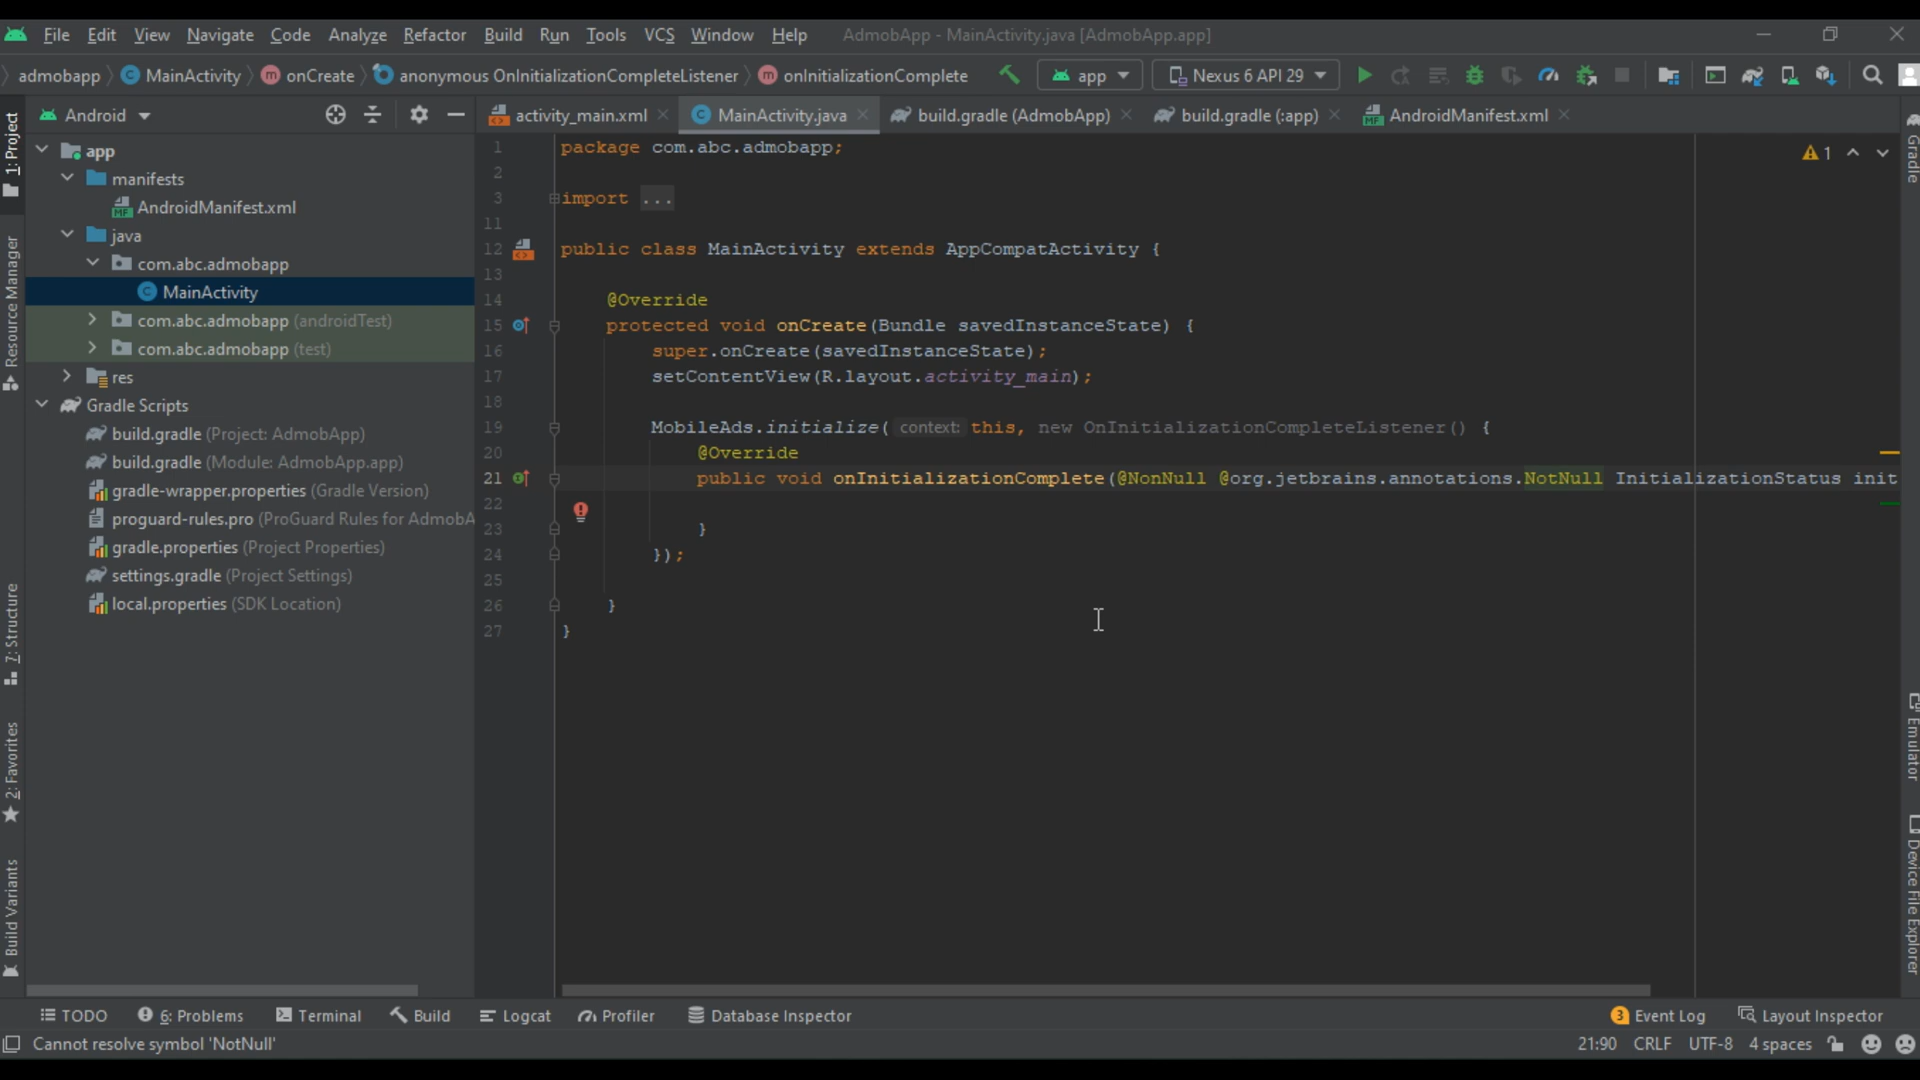 File Edit View Navigate Code Analyze Refactor Build Run Tools VCS Window Help AdmobApp - MainActivity.java [AdmobApp.app]
admobapp MainActivity onCreate anonymous OnInitializationCompleteListener onInitializationComplete app Nexus 6 API 29
Android
activity_main.xml MainActivity.java build.gradle (AdmobApp) build.gradle (:app) AndroidManifest.xml
1: Project
Resource Manager
7: Structure
2: Favorites
Build Variants
app
manifests
AndroidManifest.xml
java
com.abc.admobapp
MainActivity
com.abc.admobapp (androidTest)
com.abc.admobapp (test)
res
Gradle Scripts
build.gradle (Project: AdmobApp)
build.gradle (Module: AdmobApp.app)
gradle-wrapper.properties (Gradle Version)
proguard-rules.pro (ProGuard Rules for AdmobA
gradle.properties (Project Properties)
settings.gradle (Project Settings)
local.properties (SDK Location)
1 package com.abc.admobapp;
2
3 import ...
11
12 public class MainActivity extends AppCompatActivity {
13
14 @Override
15 protected void onCreate(Bundle savedInstanceState) {
16 super.onCreate(savedInstanceState);
17 setContentView(R.layout.activity_main);
18
19 MobileAds.initialize( context: this, new OnInitializationCompleteListener() {
20 @Override
21 public void onInitializationComplete(@NonNull @org.jetbrains.annotations.NotNull InitializationStatus init
22
23 }
24 });
25
26 }
27 }
1
Gradle
Emulator
Device File Explorer
TODO 6: Problems Terminal Build Logcat Profiler Database Inspector 3 Event Log Layout Inspector
Cannot resolve symbol 'NotNull' 21:90 CRLF UTF-8 4 spaces